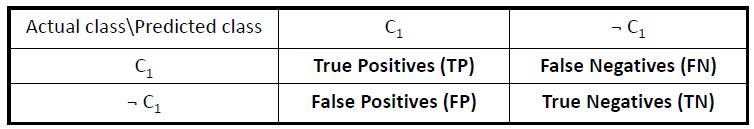 Actual class\Predicted class C₁ ¬ C₁
C₁ True Positives (TP) False Negatives (FN)
¬ C₁ False Positives (FP) True Negatives (TN)